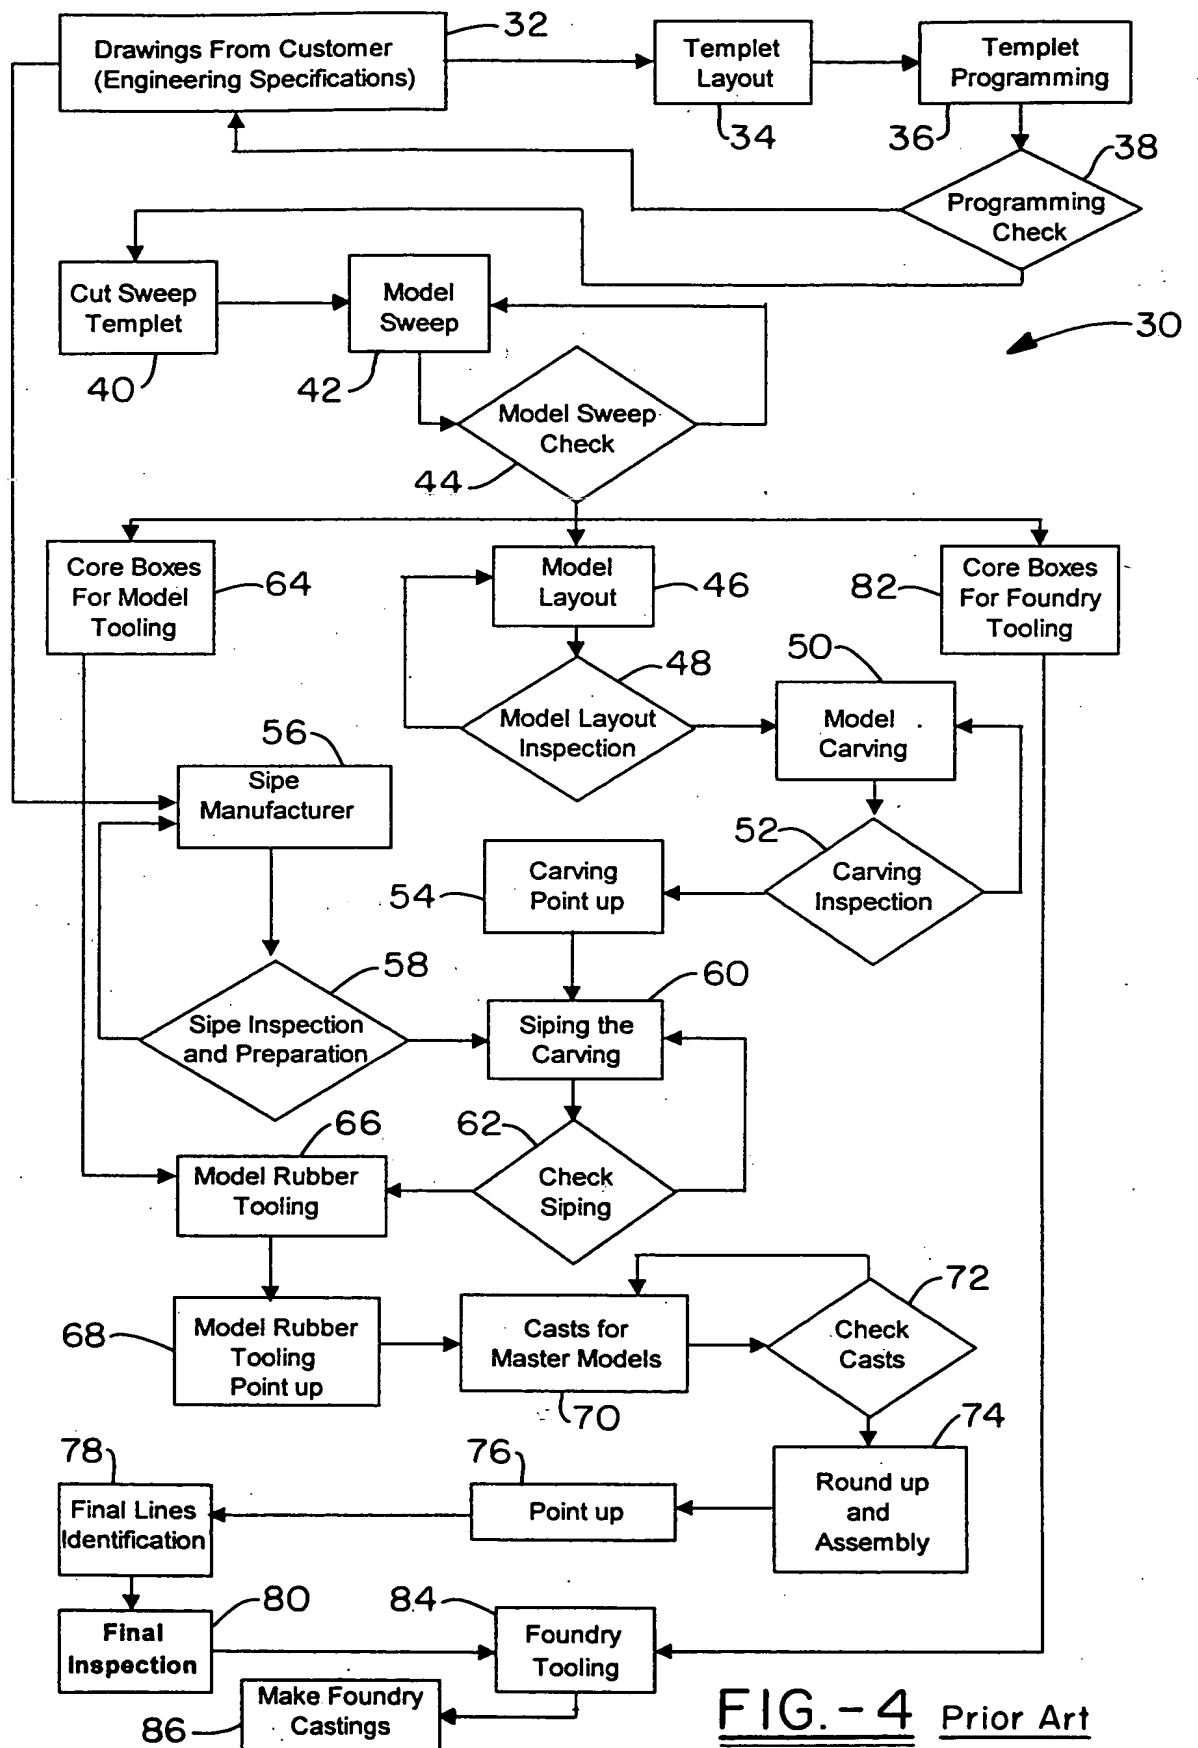 32
Drawings From Customer
(Engineering Specifications)
Templet
Layout
34
Templet
Programming
36
38
Programming
Check
Cut Sweep
Templet
40
Model
Sweep
42
30
Model Sweep
Check
44
Core Boxes
For Model
Tooling
64
Model
Layout
46
82
Core Boxes
For Foundry
Tooling
48
Model Layout
Inspection
50
Model
Carving
56
Sipe
Manufacturer
52
Carving
Inspection
Carving
Point up
54
58
Sipe Inspection
and Preparation
60
Siping the
Carving
66
62
Model Rubber
Tooling
Check
Siping
72
68
Model Rubber
Tooling
Point up
Casts for
Master Models
70
Check
Casts
74
78
76
Final Lines
Identification
Point up
Round up
and
Assembly
80
84
Final
Inspection
Foundry
Tooling
Make Foundry
Castings
86
FIG.-4 Prior Art